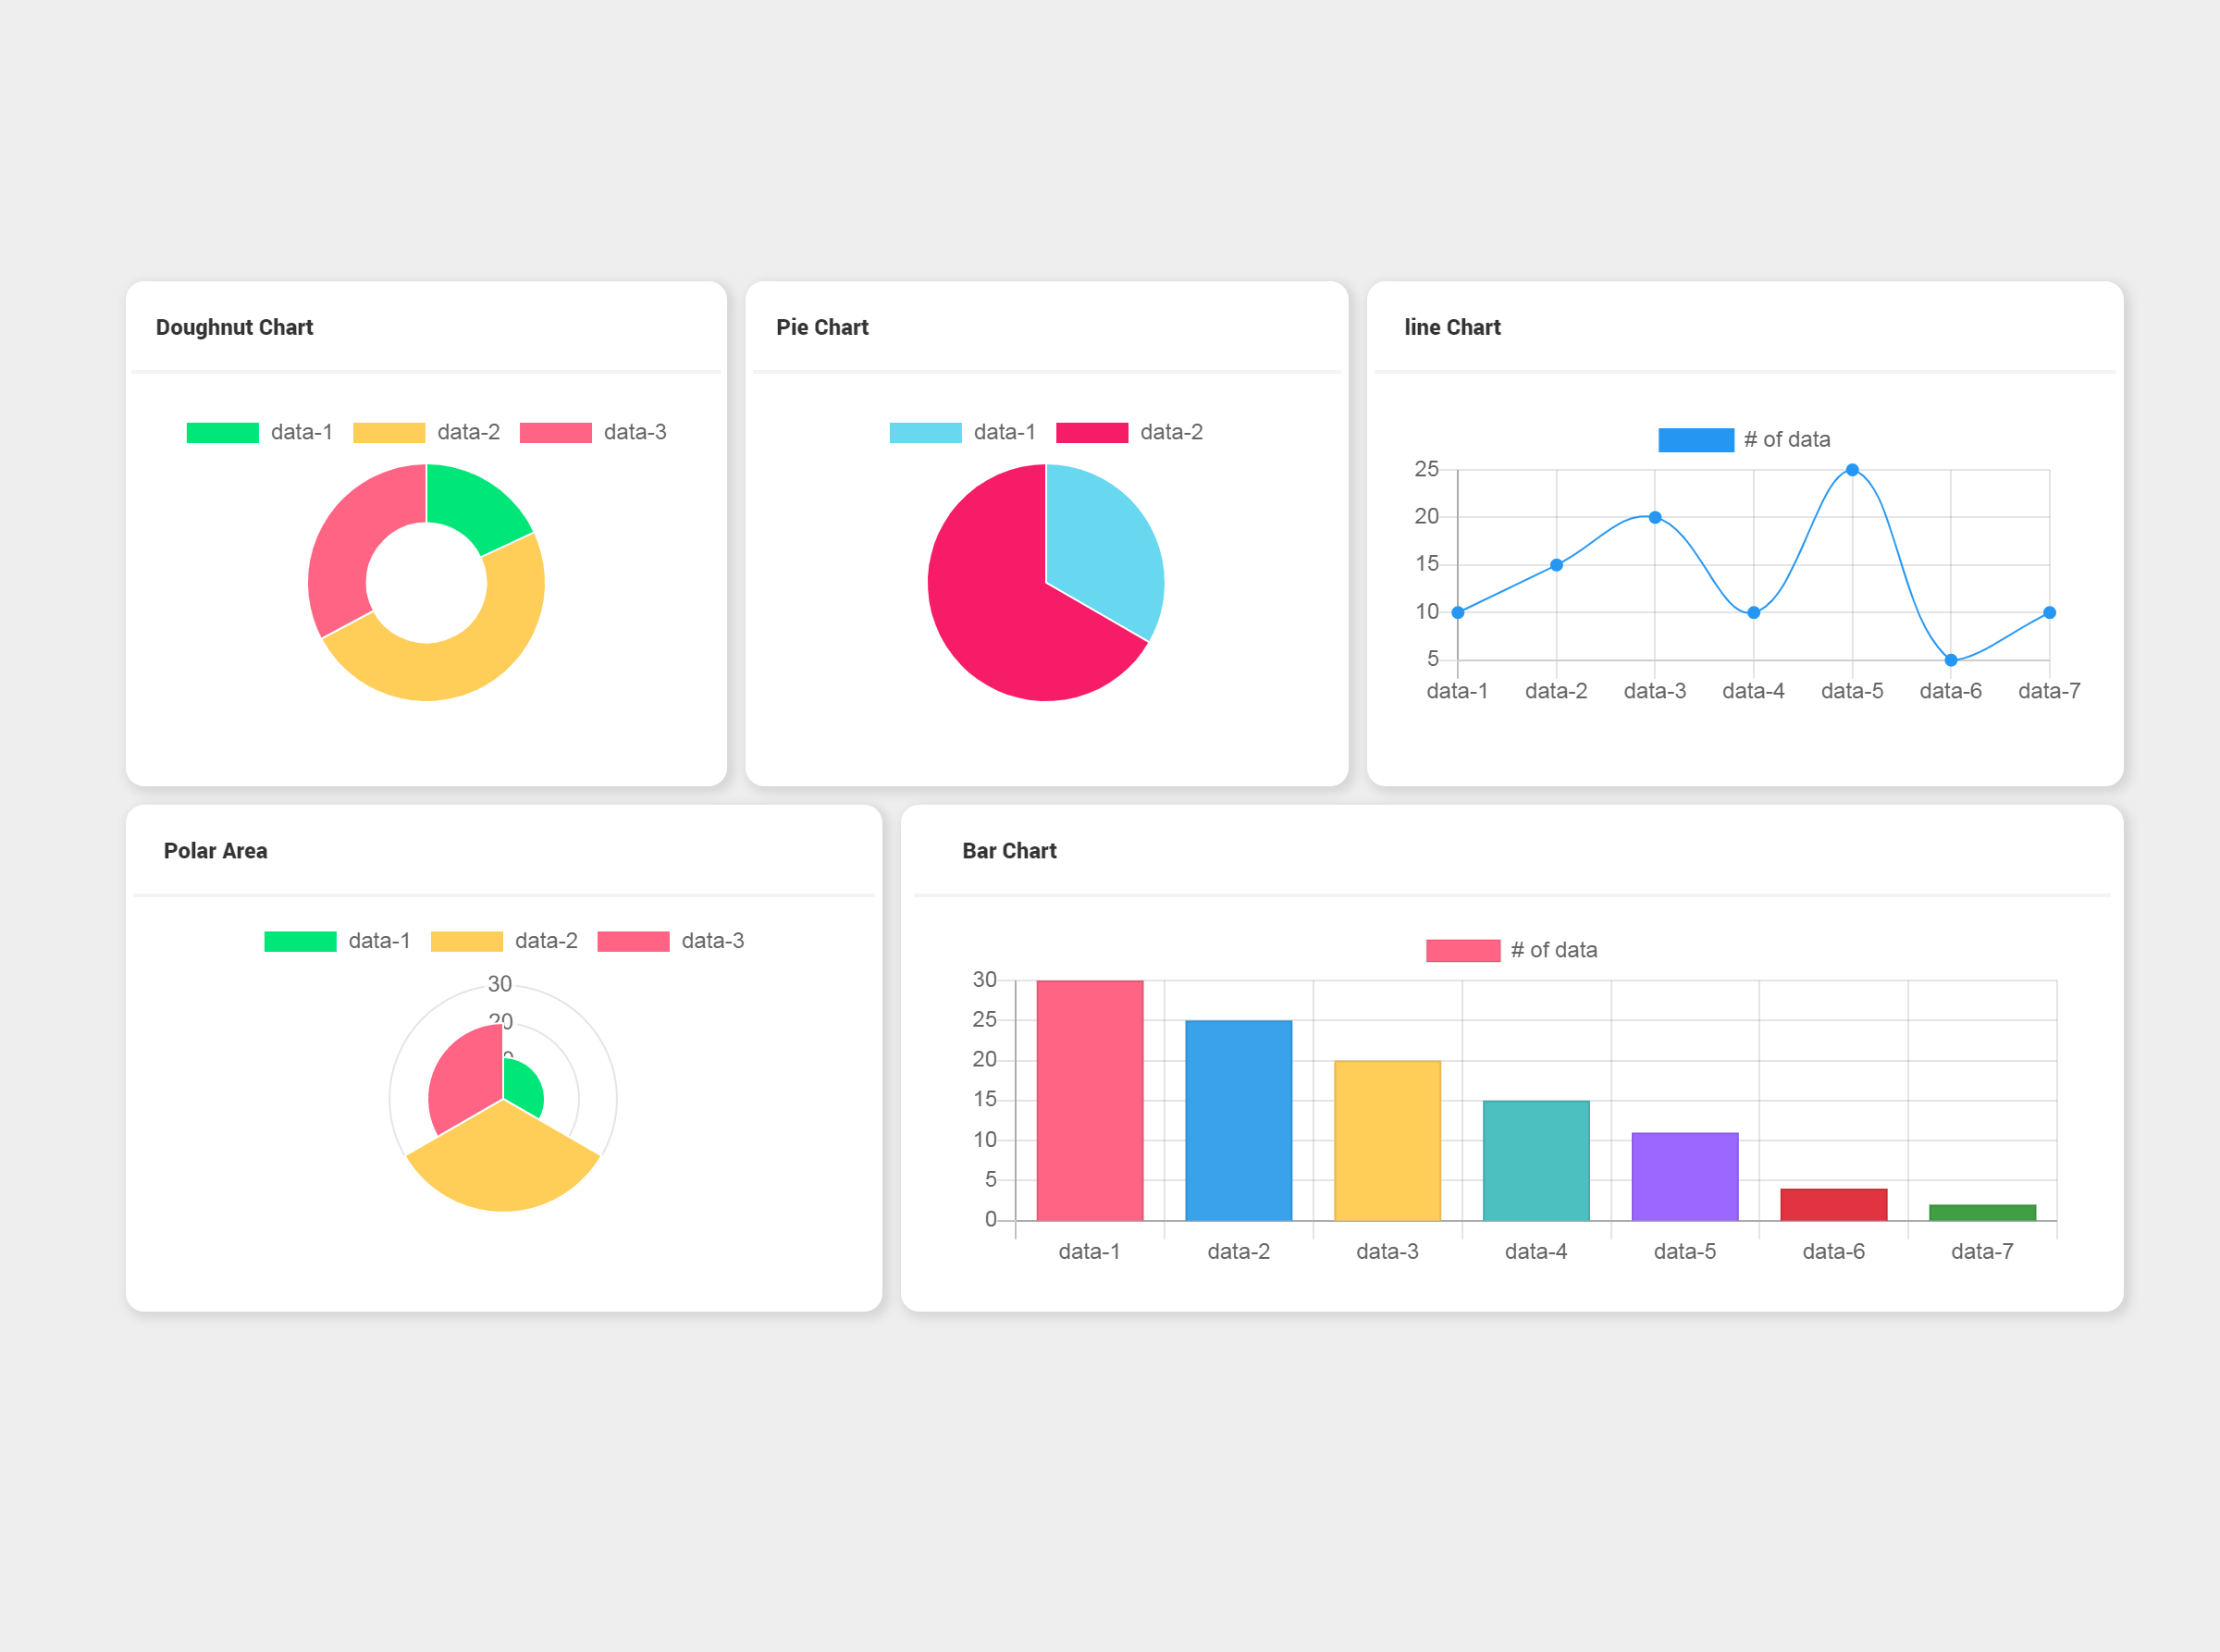 Doughnut Chart
data-1 data-2 data-3
Pie Chart
data-1 data-2
line Chart
# of data
25
20
15
10
5
data-1 data-2 data-3 data-4 data-5 data-6 data-7
Polar Area
data-1 data-2 data-3
30
20
Bar Chart
# of data
30
25
20
15
10
5
0
data-1 data-2 data-3 data-4 data-5 data-6 data-7